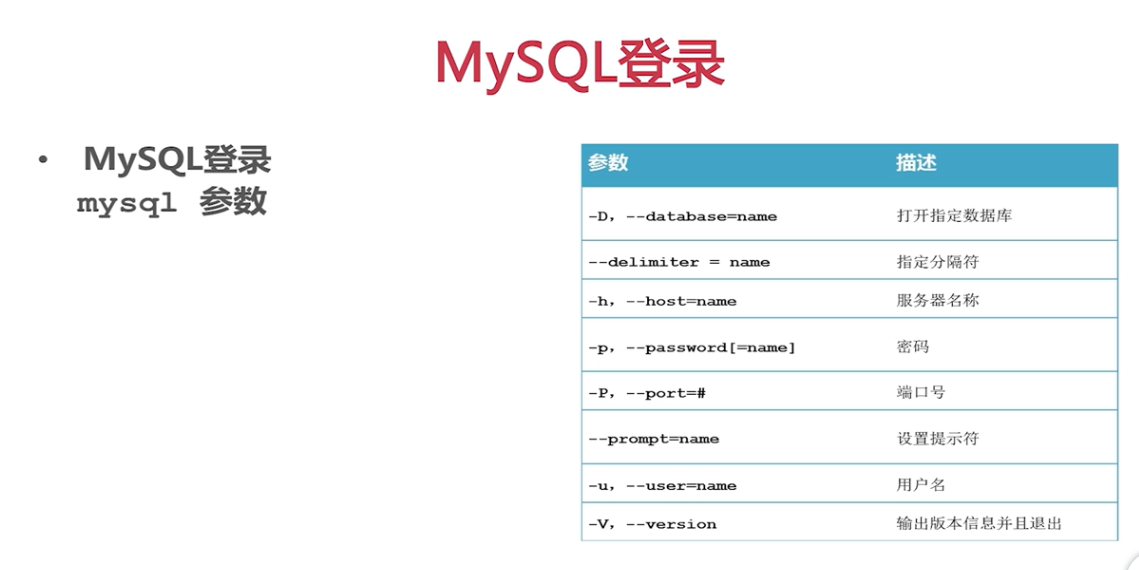 MySQL登录
• MySQL登录
mysql 参数
参数 描述
-D, --database=name 打开指定数据库
--delimiter = name 指定分隔符
-h, --host=name 服务器名称
-p, --password[=name] 密码
-P, --port=# 端口号
--prompt=name 设置提示符
-u, --user=name 用户名
-V, --version 输出版本信息并且退出